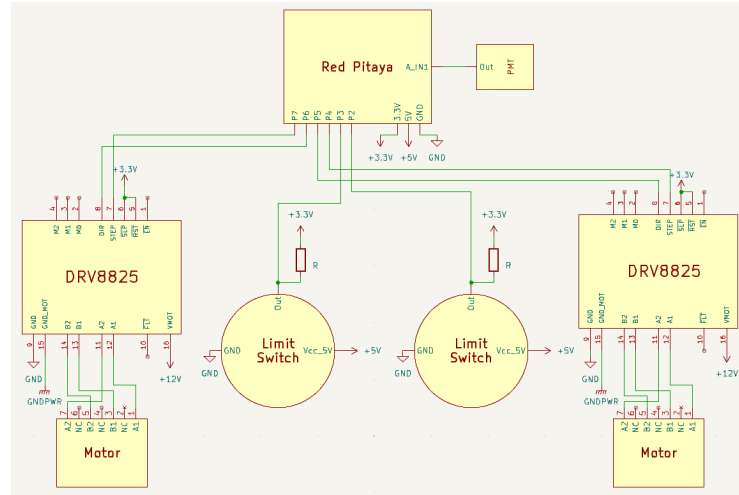 Red Pitaya
A_IN1
Out
PMT
P7
P6
P5
P4
P3
P2
3.3V
5V
GND
+3.3V
+5V
GND
+3.3V
4
3
2
8
7
6
5
1
M2
M1
M0
DIR
STEP
SLP
RST
EN
DRV8825
GND
GND_MOT
B2
B1
A2
A1
FLT
VMOT
9
15
14
13
11
12
10
16
GND
GNDPWR
+12V
7
6
5
4
3
2
1
A2
NC
B2
NC
B1
NC
A1
Motor
+3.3V
R
Out
Limit
Switch
GND
Vcc_5V
+5V
GND
+3.3V
R
Out
Limit
Switch
GND
Vcc_5V
+5V
GND
+3.3V
4
3
2
8
7
6
5
1
M2
M1
M0
DIR
STEP
SLP
RST
EN
DRV8825
GND
GND_MOT
B2
B1
A2
A1
FLT
VMOT
9
15
14
13
11
12
10
16
GND
GNDPWR
+12V
7
6
5
4
3
2
1
A2
NC
B2
NC
B1
NC
A1
Motor